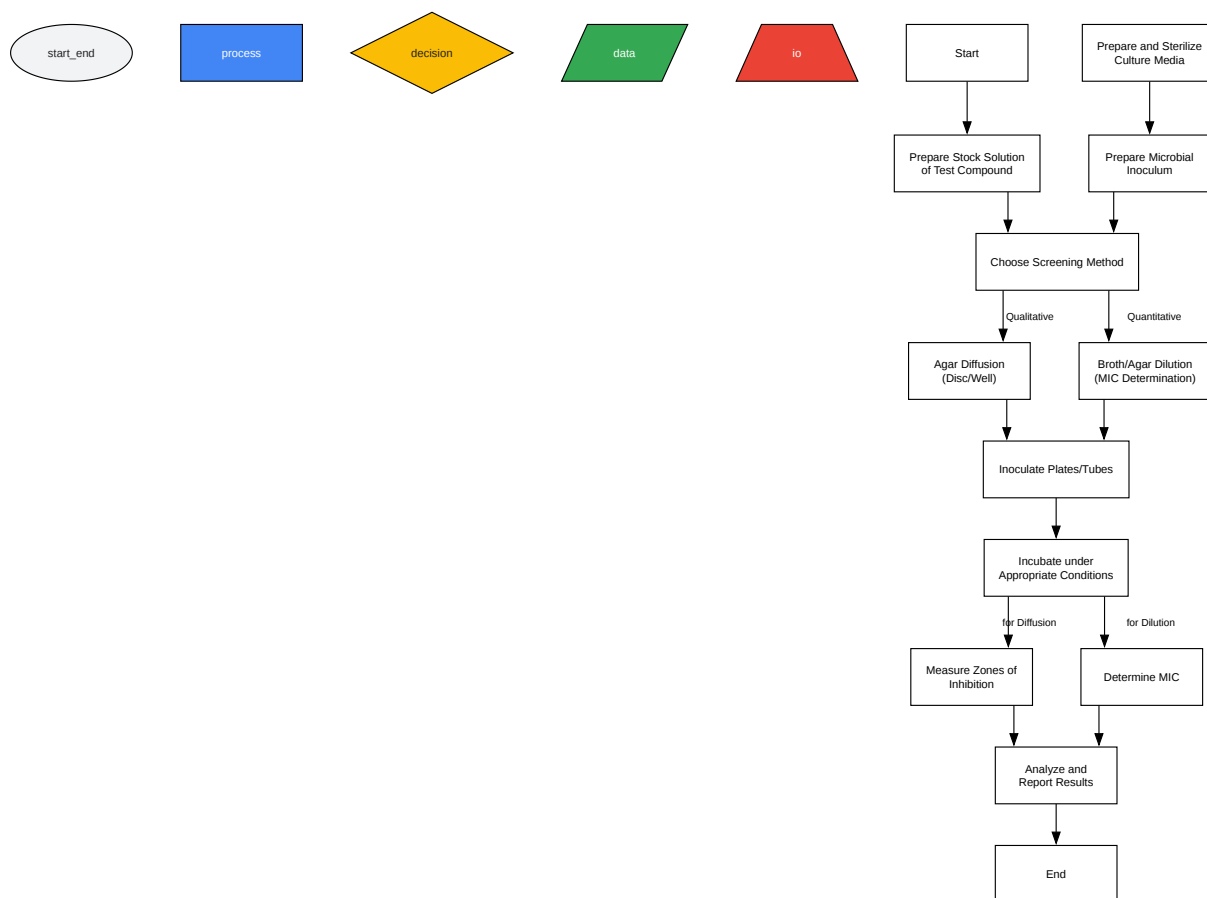 start_end
process
decision
data
io
Start
Prepare and Sterilize
Culture Media
Prepare Stock Solution
of Test Compound
Prepare Microbial
Inoculum
Choose Screening Method
Qualitative
Quantitative
Agar Diffusion
(Disc/Well)
Broth/Agar Dilution
(MIC Determination)
Inoculate Plates/Tubes
Incubate under
Appropriate Conditions
for Diffusion
for Dilution
Measure Zones of
Inhibition
Determine MIC
Analyze and
Report Results
End